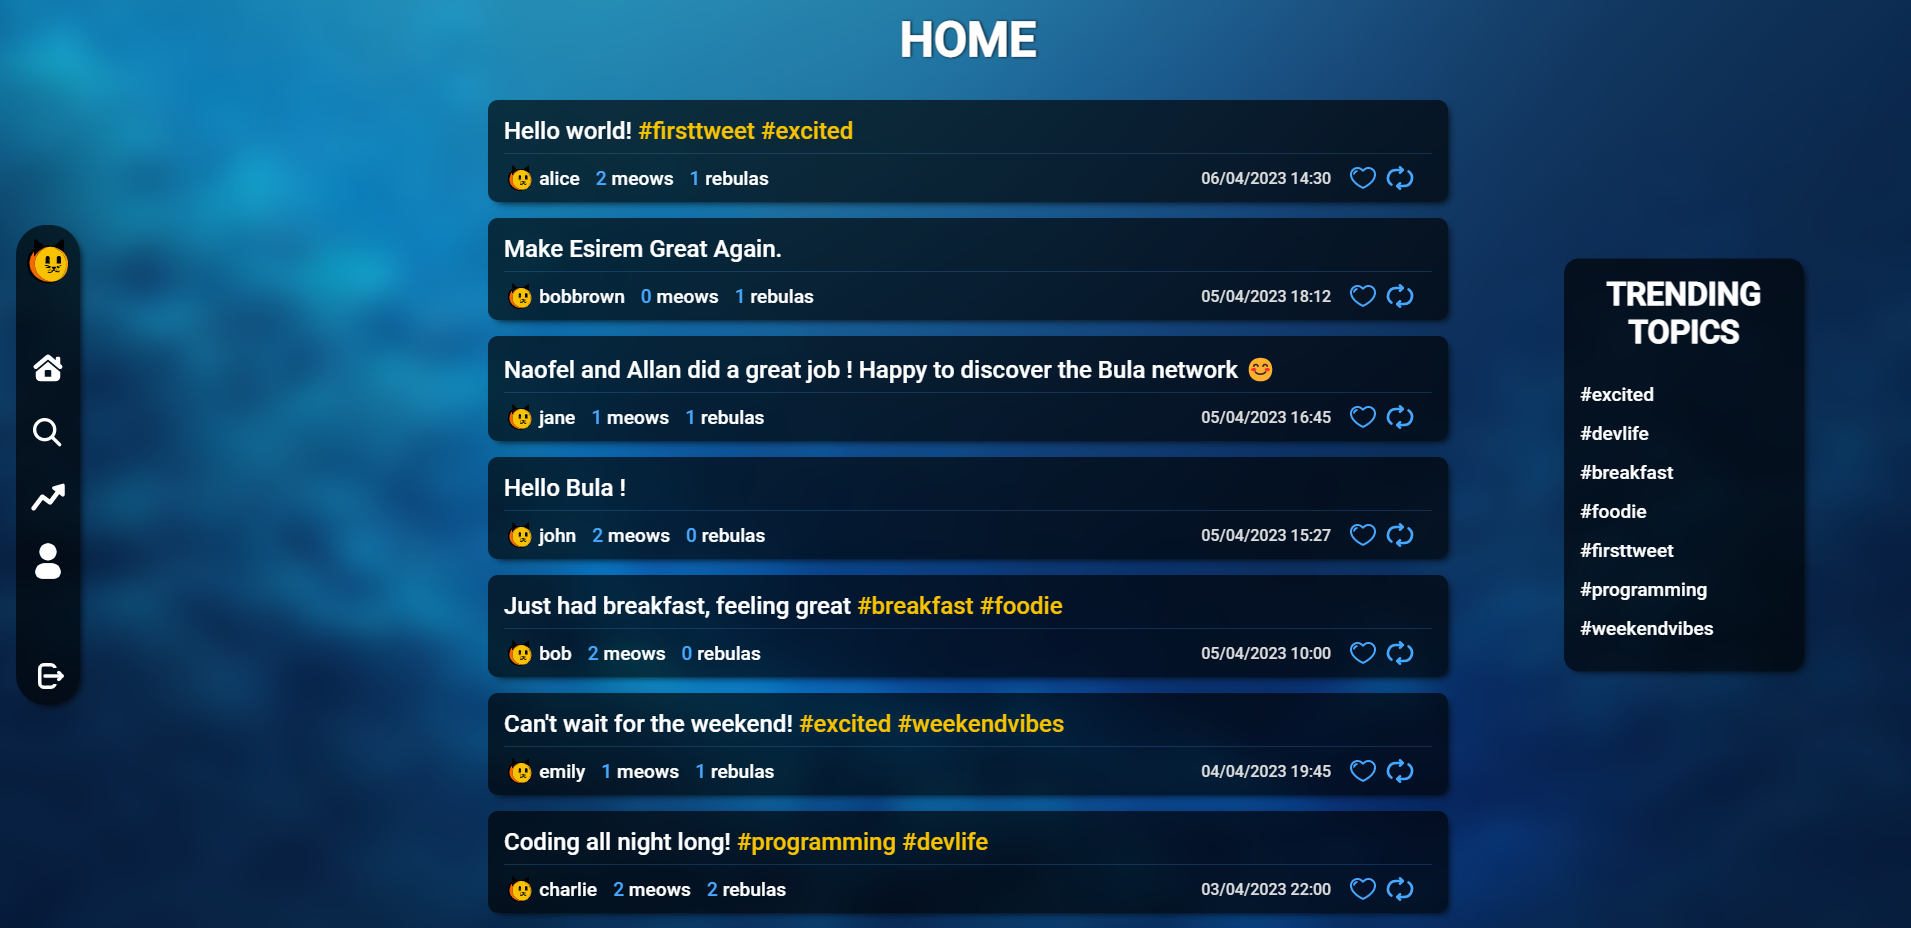 HOME
Hello world! #firsttweet #excited
alice 2 meows 1 rebulas 06/04/2023 14:30
Make Esirem Great Again.
bobbrown 0 meows 1 rebulas 05/04/2023 18:12
Naofel and Allan did a great job ! Happy to discover the Bula network 😊
jane 1 meows 1 rebulas 05/04/2023 16:45
Hello Bula !
john 2 meows 0 rebulas 05/04/2023 15:27
Just had breakfast, feeling great #breakfast #foodie
bob 2 meows 0 rebulas 05/04/2023 10:00
Can't wait for the weekend! #excited #weekendvibes
emily 1 meows 1 rebulas 04/04/2023 19:45
Coding all night long! #programming #devlife
charlie 2 meows 2 rebulas 03/04/2023 22:00
TRENDING
TOPICS
#excited
#devlife
#breakfast
#foodie
#firsttweet
#programming
#weekendvibes